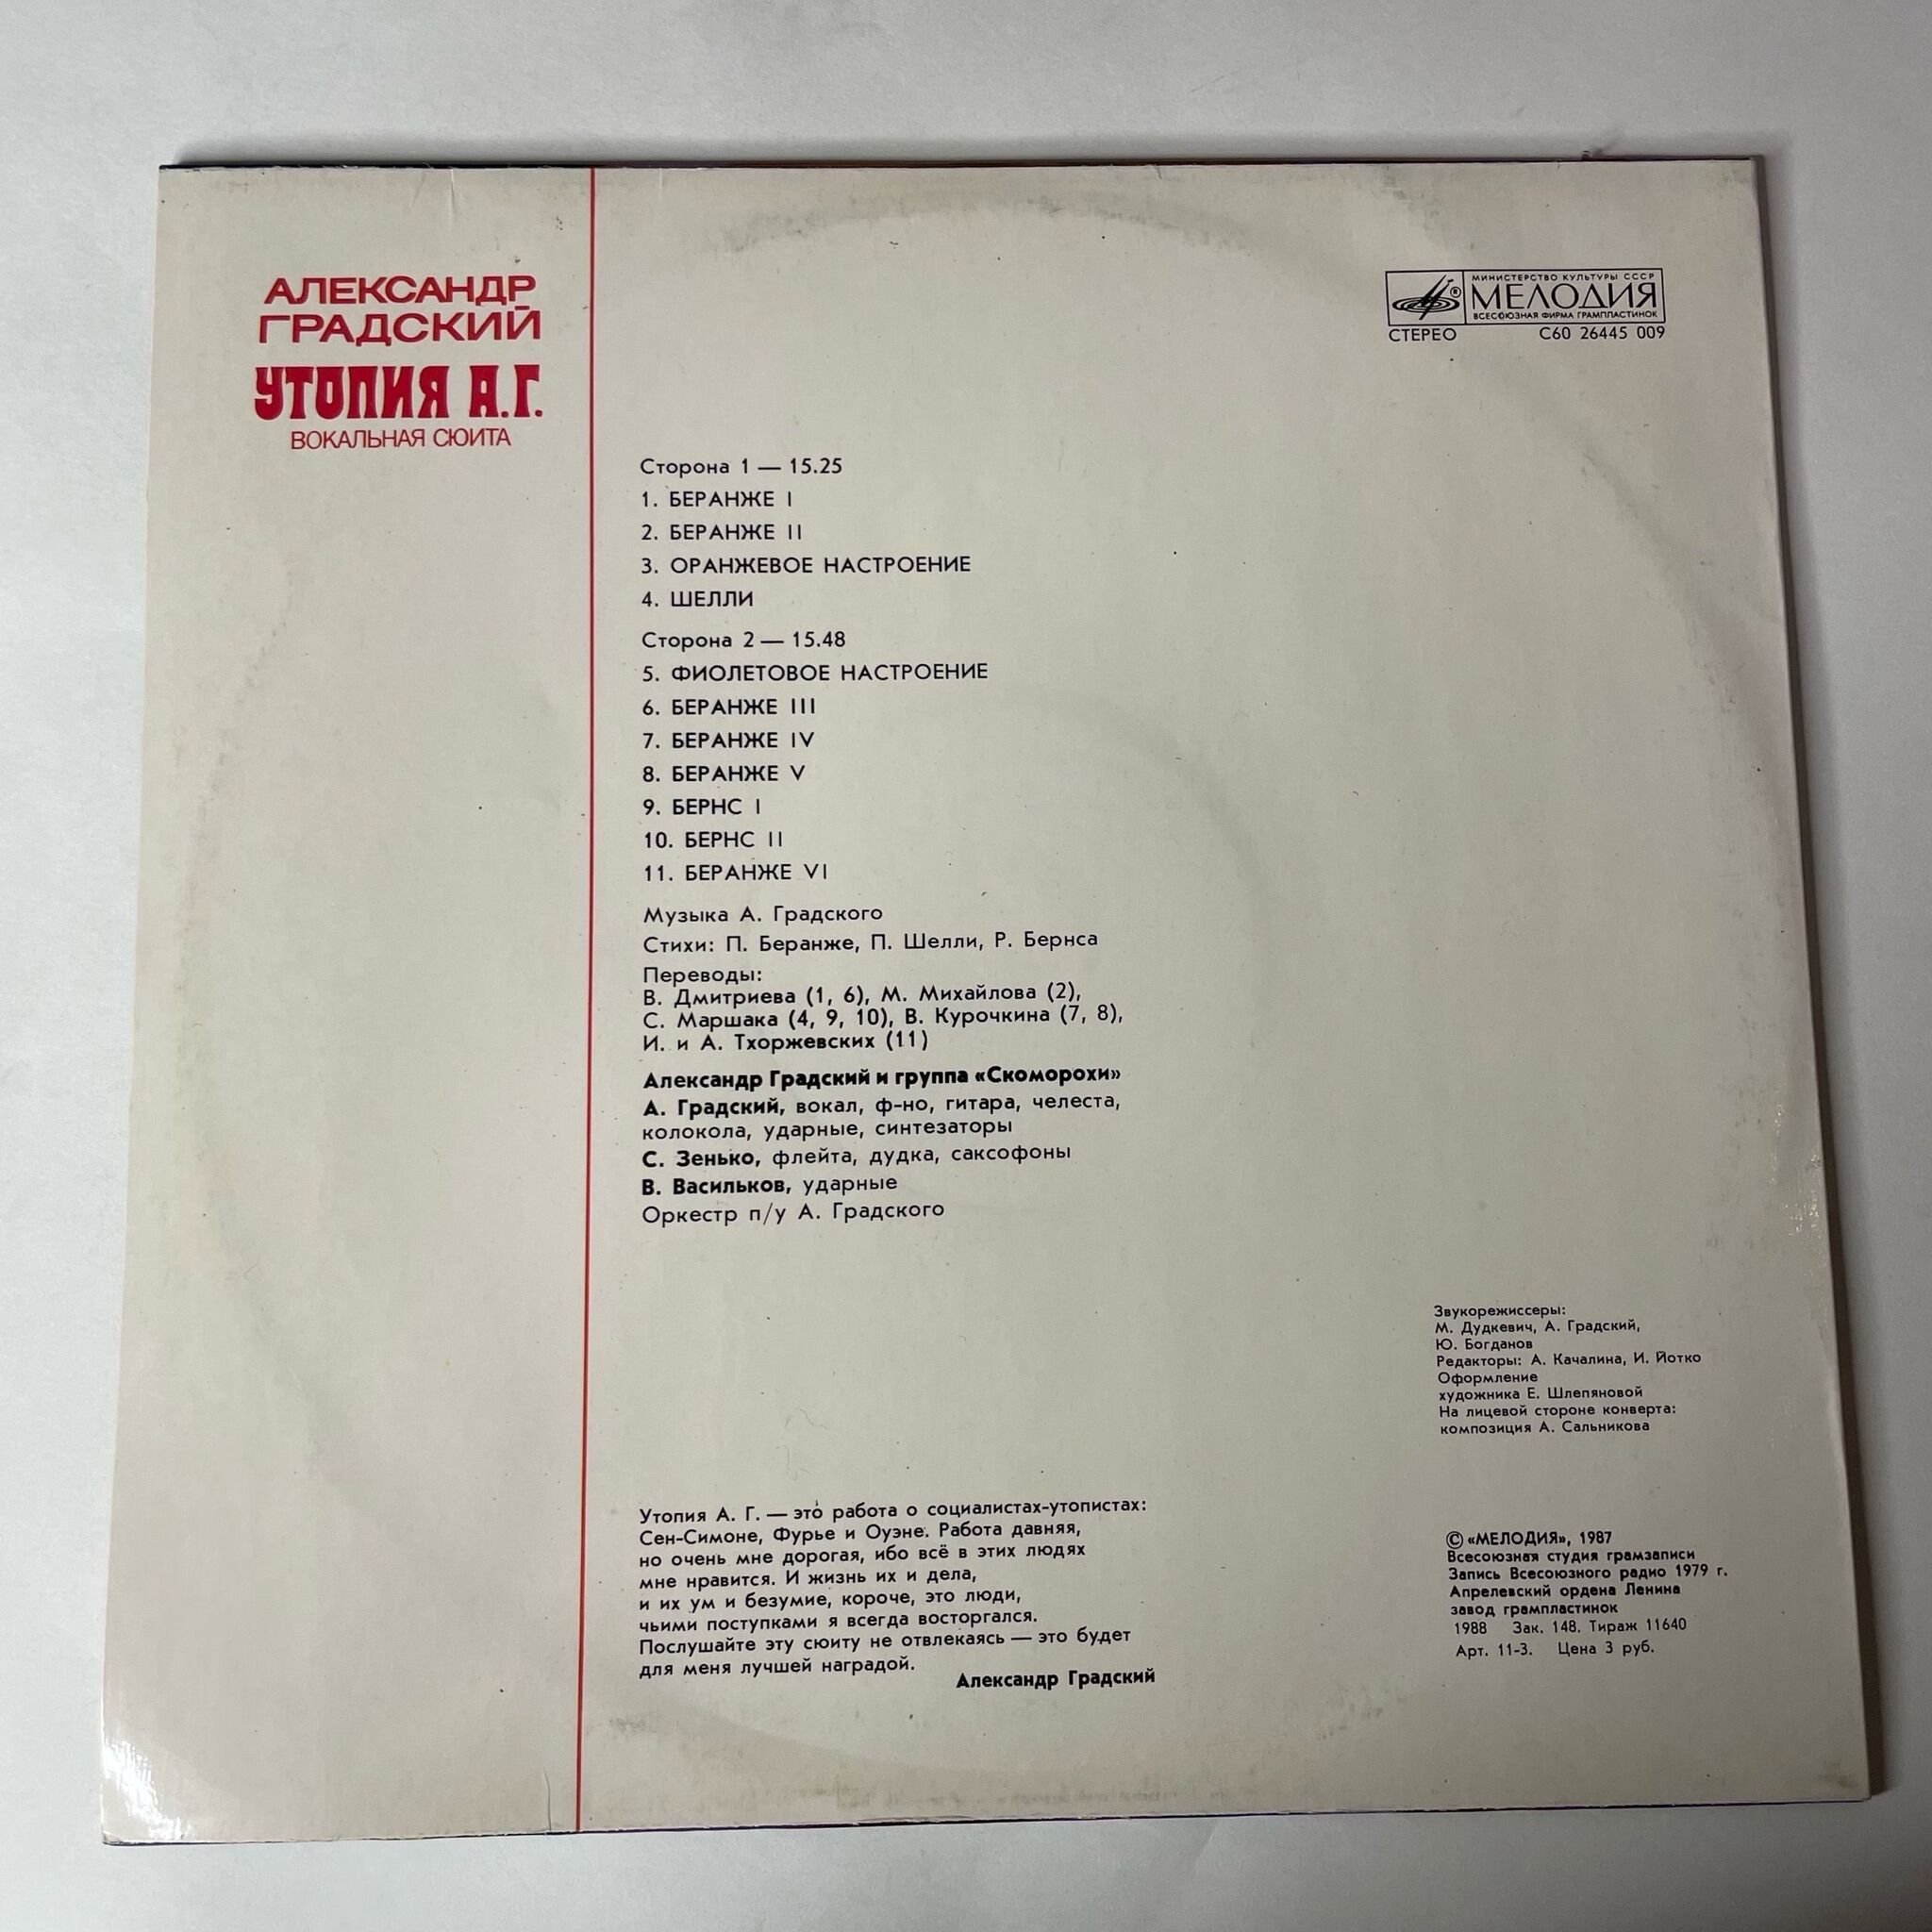 АЛЕКСАНДР
ГРАДСКИЙ
УТОПИЯ А.Г.
ВОКАЛЬНАЯ СЮИТА
МИНИСТЕРСТВО КУЛЬТУРЫ СССР
МЕЛОДИЯ
ВСЕСОЮЗНАЯ ФИРМА ГРАМПЛАСТИНОК
СТЕРЕО С60 26445 009
Сторона 1 — 15.25
1. БЕРАНЖЕ I
2. БЕРАНЖЕ II
3. ОРАНЖЕВОЕ НАСТРОЕНИЕ
4. ШЕЛЛИ
Сторона 2 — 15.48
5. ФИОЛЕТОВОЕ НАСТРОЕНИЕ
6. БЕРАНЖЕ III
7. БЕРАНЖЕ IV
8. БЕРАНЖЕ V
9. БЕРНС I
10. БЕРНС II
11. БЕРАНЖЕ VI
Музыка А. Градского
Стихи: П. Беранже, П. Шелли, Р. Бернса
Переводы:
В. Дмитриева (1, 6), М. Михайлова (2),
С. Маршака (4, 9, 10), В. Курочкина (7, 8),
И. и А. Тхоржевских (11)
Александр Градский и группа «Скоморохи»
А. Градский, вокал, ф-но, гитара, челеста,
колокола, ударные, синтезаторы
С. Зенько, флейта, дудка, саксофоны
В. Васильков, ударные
Оркестр п/у А. Градского
Звукорежиссеры:
М. Дудкевич, А. Градский,
Ю. Богданов
Редакторы: А. Качалина, И. Йотко
Оформление
художника Е. Шлепяновой
На лицевой стороне конверта:
композиция А. Сальникова
Утопия А. Г. — это работа о социалистах-утопистах:
Сен-Симоне, Фурье и Оуэне. Работа давняя,
но очень мне дорогая, ибо всё в этих людях
мне нравится. И жизнь их и дела,
и их ум и безумие, короче, это люди,
чьими поступками я всегда восторгался.
Послушайте эту сюиту не отвлекаясь — это будет
для меня лучшей наградой.
Александр Градский
© «МЕЛОДИЯ», 1987
Всесоюзная студия грамзаписи
Запись Всесоюзного радио 1979 г.
Апрелевский ордена Ленина
завод грампластинок
1988 Зак. 148. Тираж 11640
Арт. 11-3. Цена 3 руб.